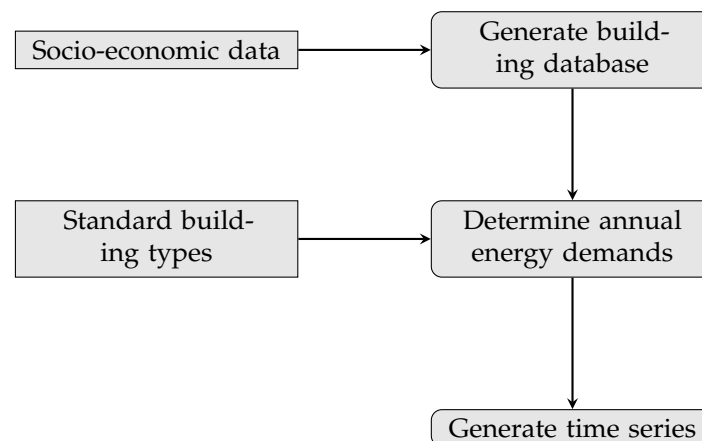 Socio-economic data
Generate build-
ing database
Standard build-
ing types
Determine annual
energy demands
Generate time series